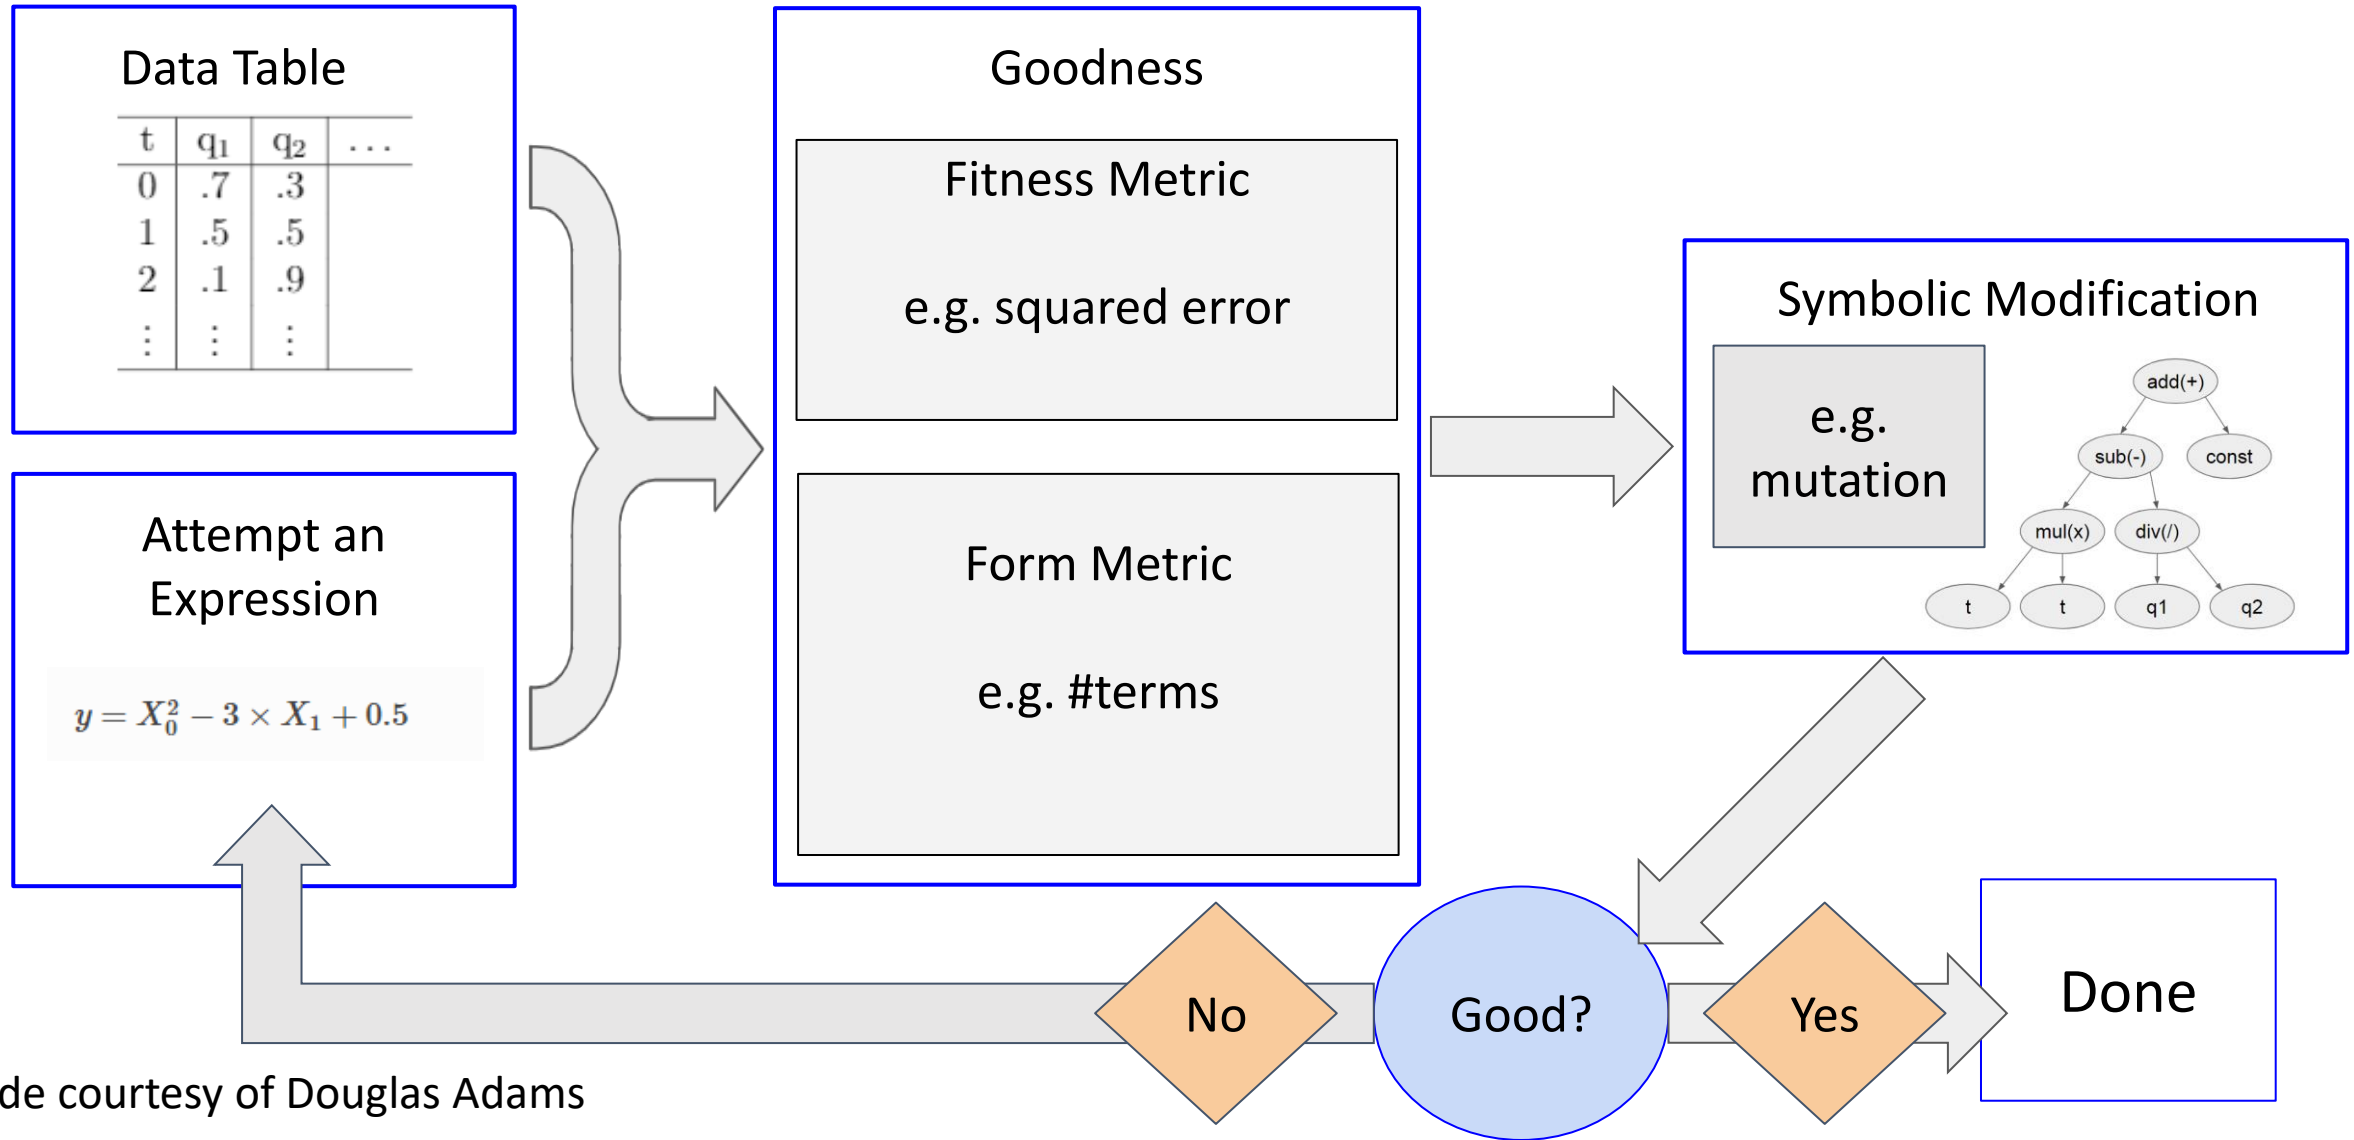 Data Table
t q₁ q₂ ...
0 .7 .3
1 .5 .5
2 .1 .9
⋮ ⋮ ⋮
Attempt an
Expression
y = X₀² − 3 × X₁ + 0.5
Goodness
Fitness Metric
e.g. squared error
Form Metric
e.g. #terms
Symbolic Modification
e.g.
mutation
add(+)
sub(-) const
mul(x) div(/)
t t q1 q2
No
Good?
Yes
Done
de courtesy of Douglas Adams